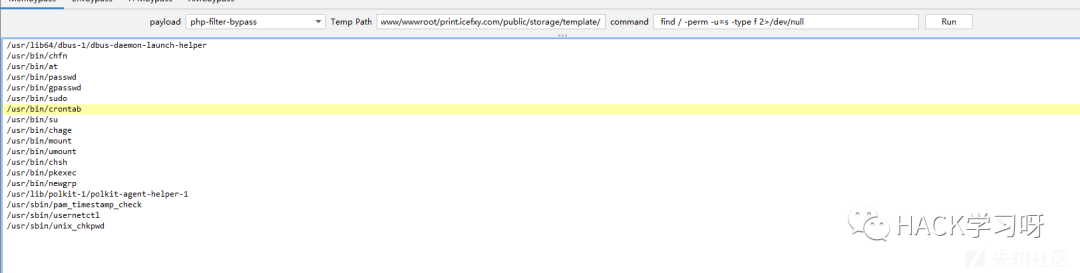 payload php-filter-bypass Temp Path www/wwwroot/print.icefxy.com/public/storage/template/ command find / -perm -u=s -type f 2>/dev/null Run
/usr/lib64/dbus-1/dbus-daemon-launch-helper
/usr/bin/chfn
/usr/bin/at
/usr/bin/passwd
/usr/bin/gpasswd
/usr/bin/sudo
/usr/bin/crontab
/usr/bin/su
/usr/bin/chage
/usr/bin/mount
/usr/bin/umount
/usr/bin/chsh
/usr/bin/pkexec
/usr/bin/newgrp
/usr/lib/polkit-1/polkit-agent-helper-1
/usr/sbin/pam_timestamp_check
/usr/sbin/usernetctl
/usr/sbin/unix_chkpwd
HACK学习呀
先知社区